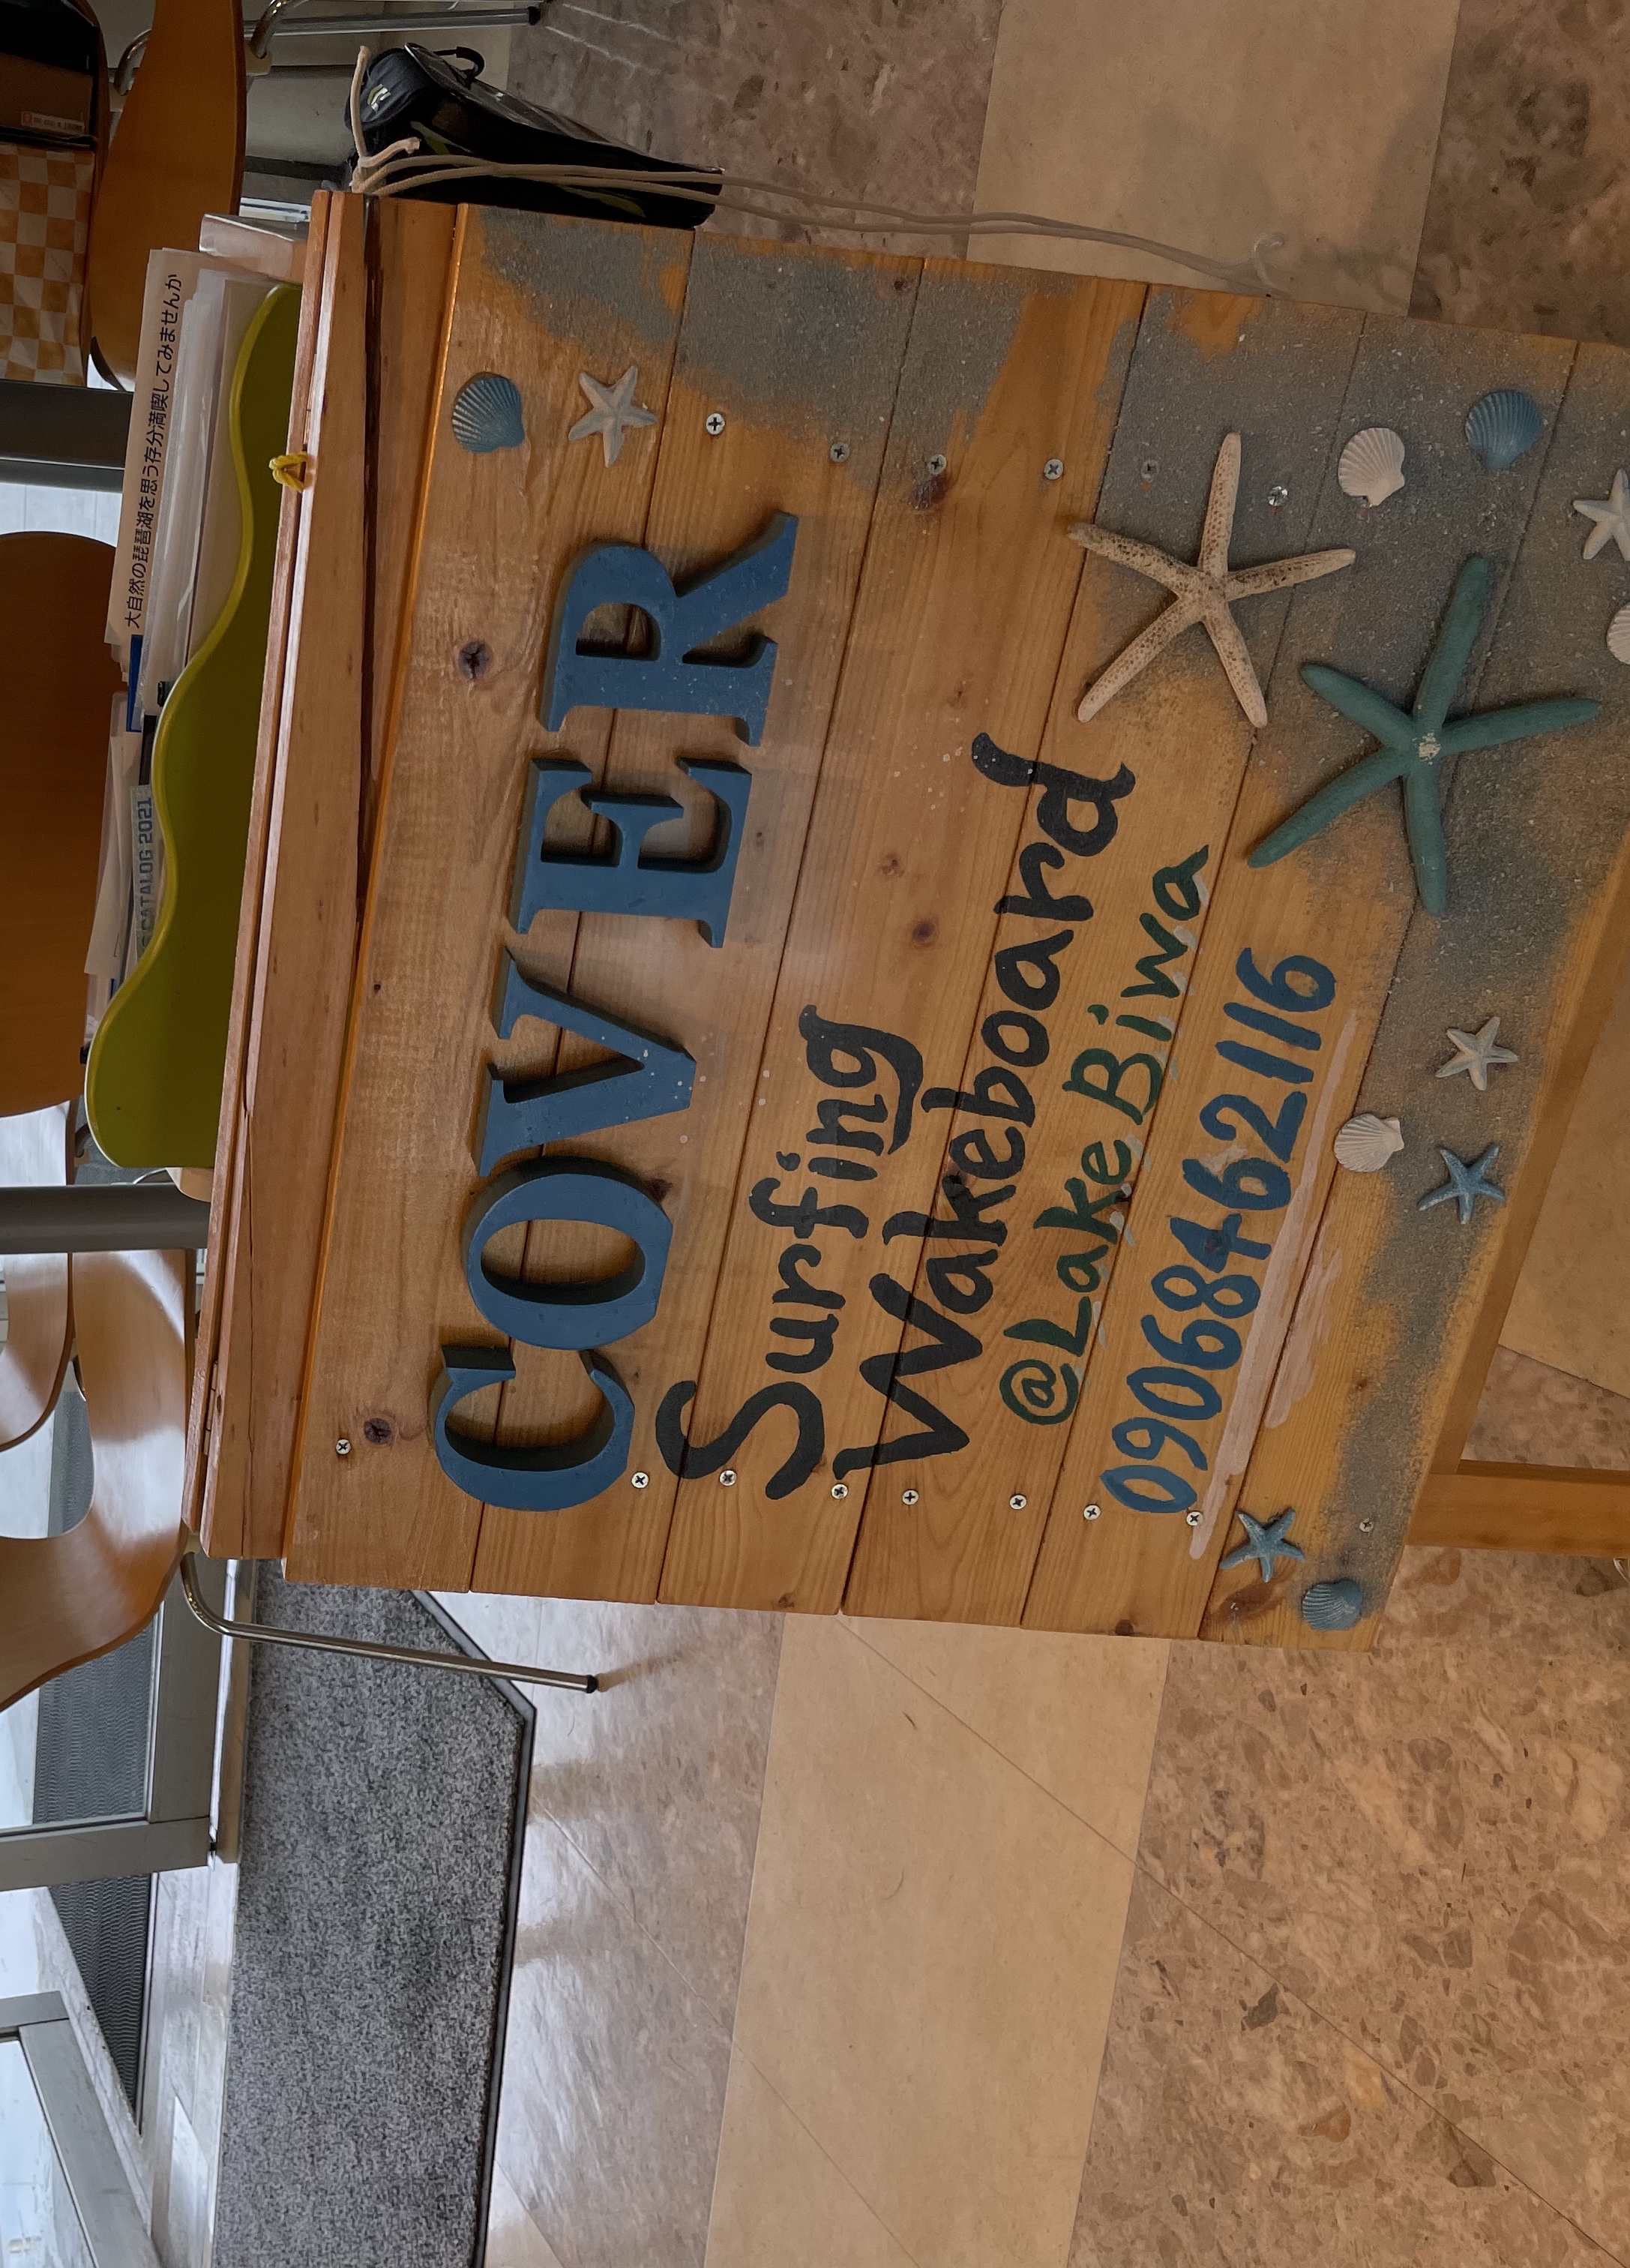 大自然の琵琶湖を思う存分満喫してみませんか
CATALOG 2021
COVER
Surfing
Wakeboard
@Lake Biwa
09068462116